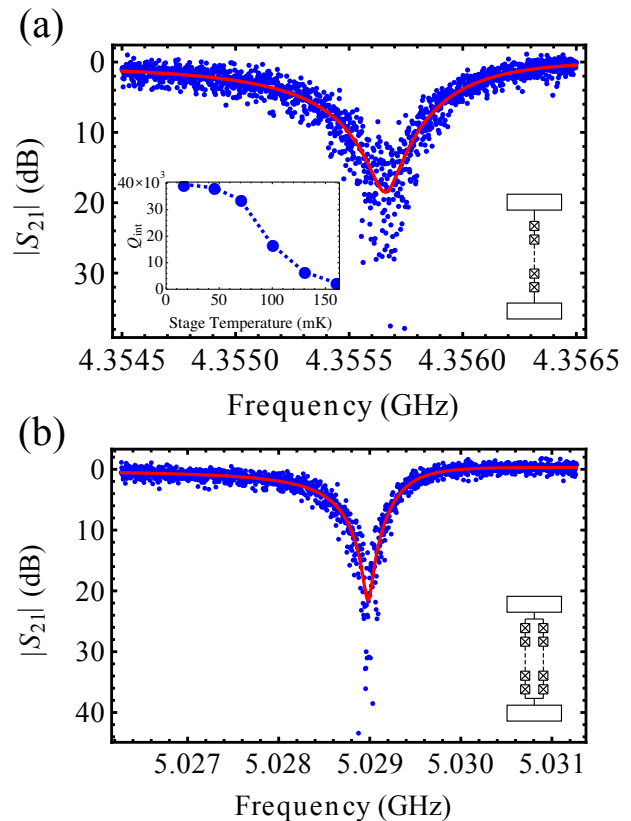 (a)
0
10
20
30
|S21| (dB)
40×10³
30
20
10
0
Qint
0 50 100 150
Stage Temperature (mK)
4.3545 4.3550 4.3555 4.3560 4.3565
Frequency (GHz)
(b)
0
10
20
30
40
|S21| (dB)
5.027 5.028 5.029 5.030 5.031
Frequency (GHz)